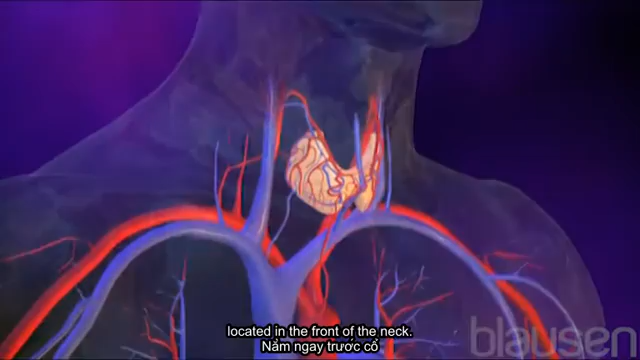 located in the front of the neck.
Nằm ngay trước cổ
blausen